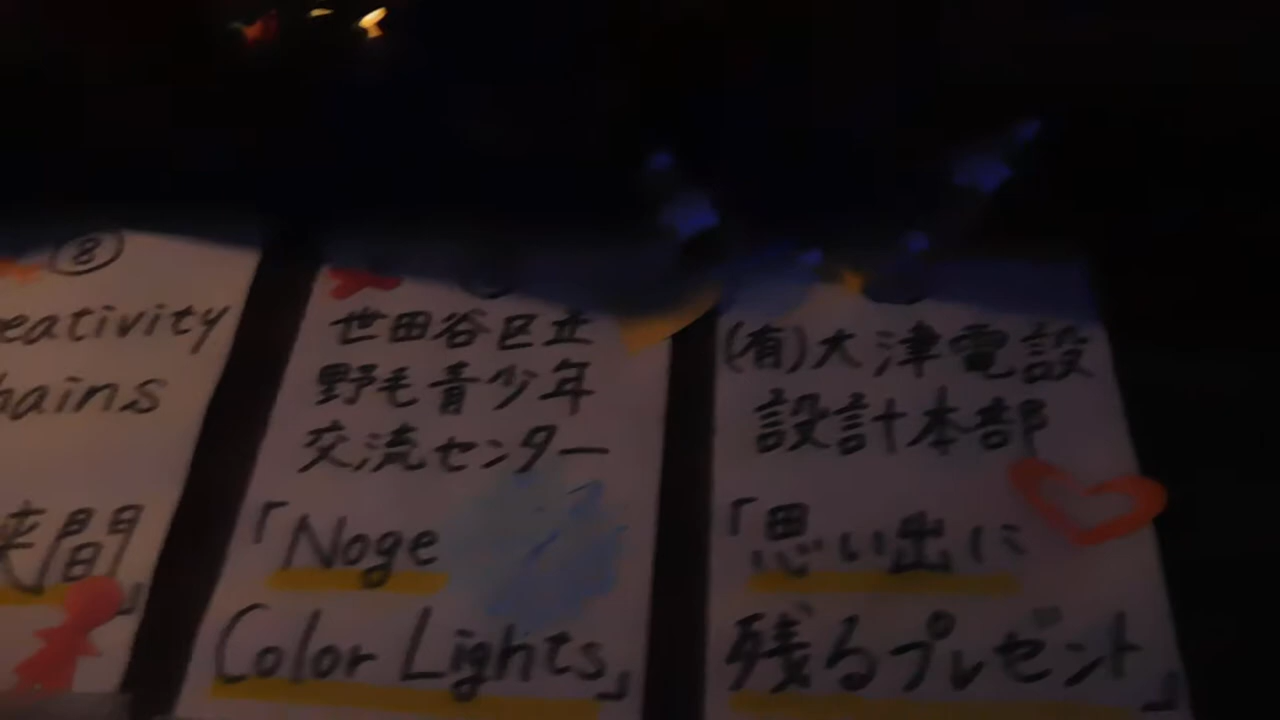 ⑧
eativity
hains
間」
世田谷区立
野毛青少年
交流センター
「Noge
Color Lights」
(有)大津電設
設計本部
「思い出に
残るプレゼント」